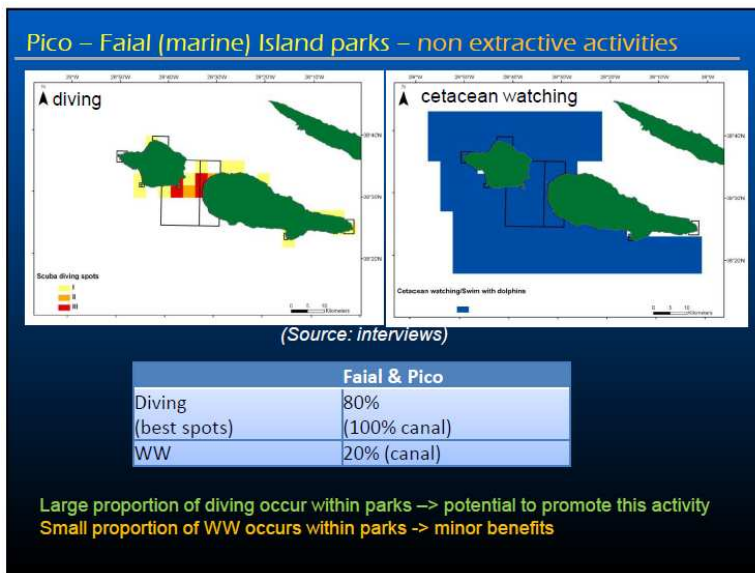 Pico – Faial (marine) Island parks – non extractive activities
diving
cetacean watching
Scuba diving spots
I
II
III
Kilometers
Cetacean watching/Swim with dolphins
Kilometers
(Source: interviews)
Faial & Pico
Diving 80%
(best spots) (100% canal)
WW 20% (canal)
Large proportion of diving occur within parks –> potential to promote this activity
Small proportion of WW occurs within parks -> minor benefits